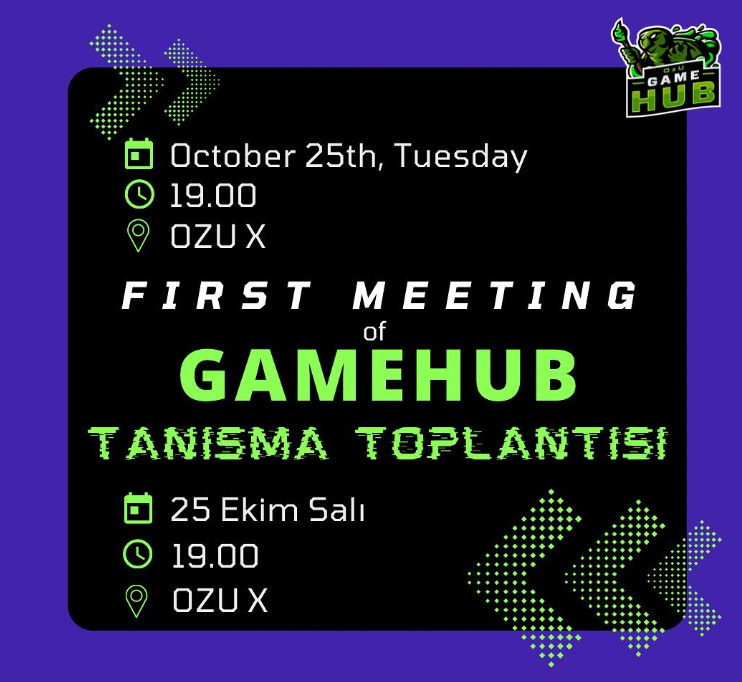 OzU
GAME
HUB
October 25th, Tuesday
19.00
OZU X
FIRST MEETING
of
GAMEHUB
TANISMA TOPLANTISI
25 Ekim Salı
19.00
OZU X